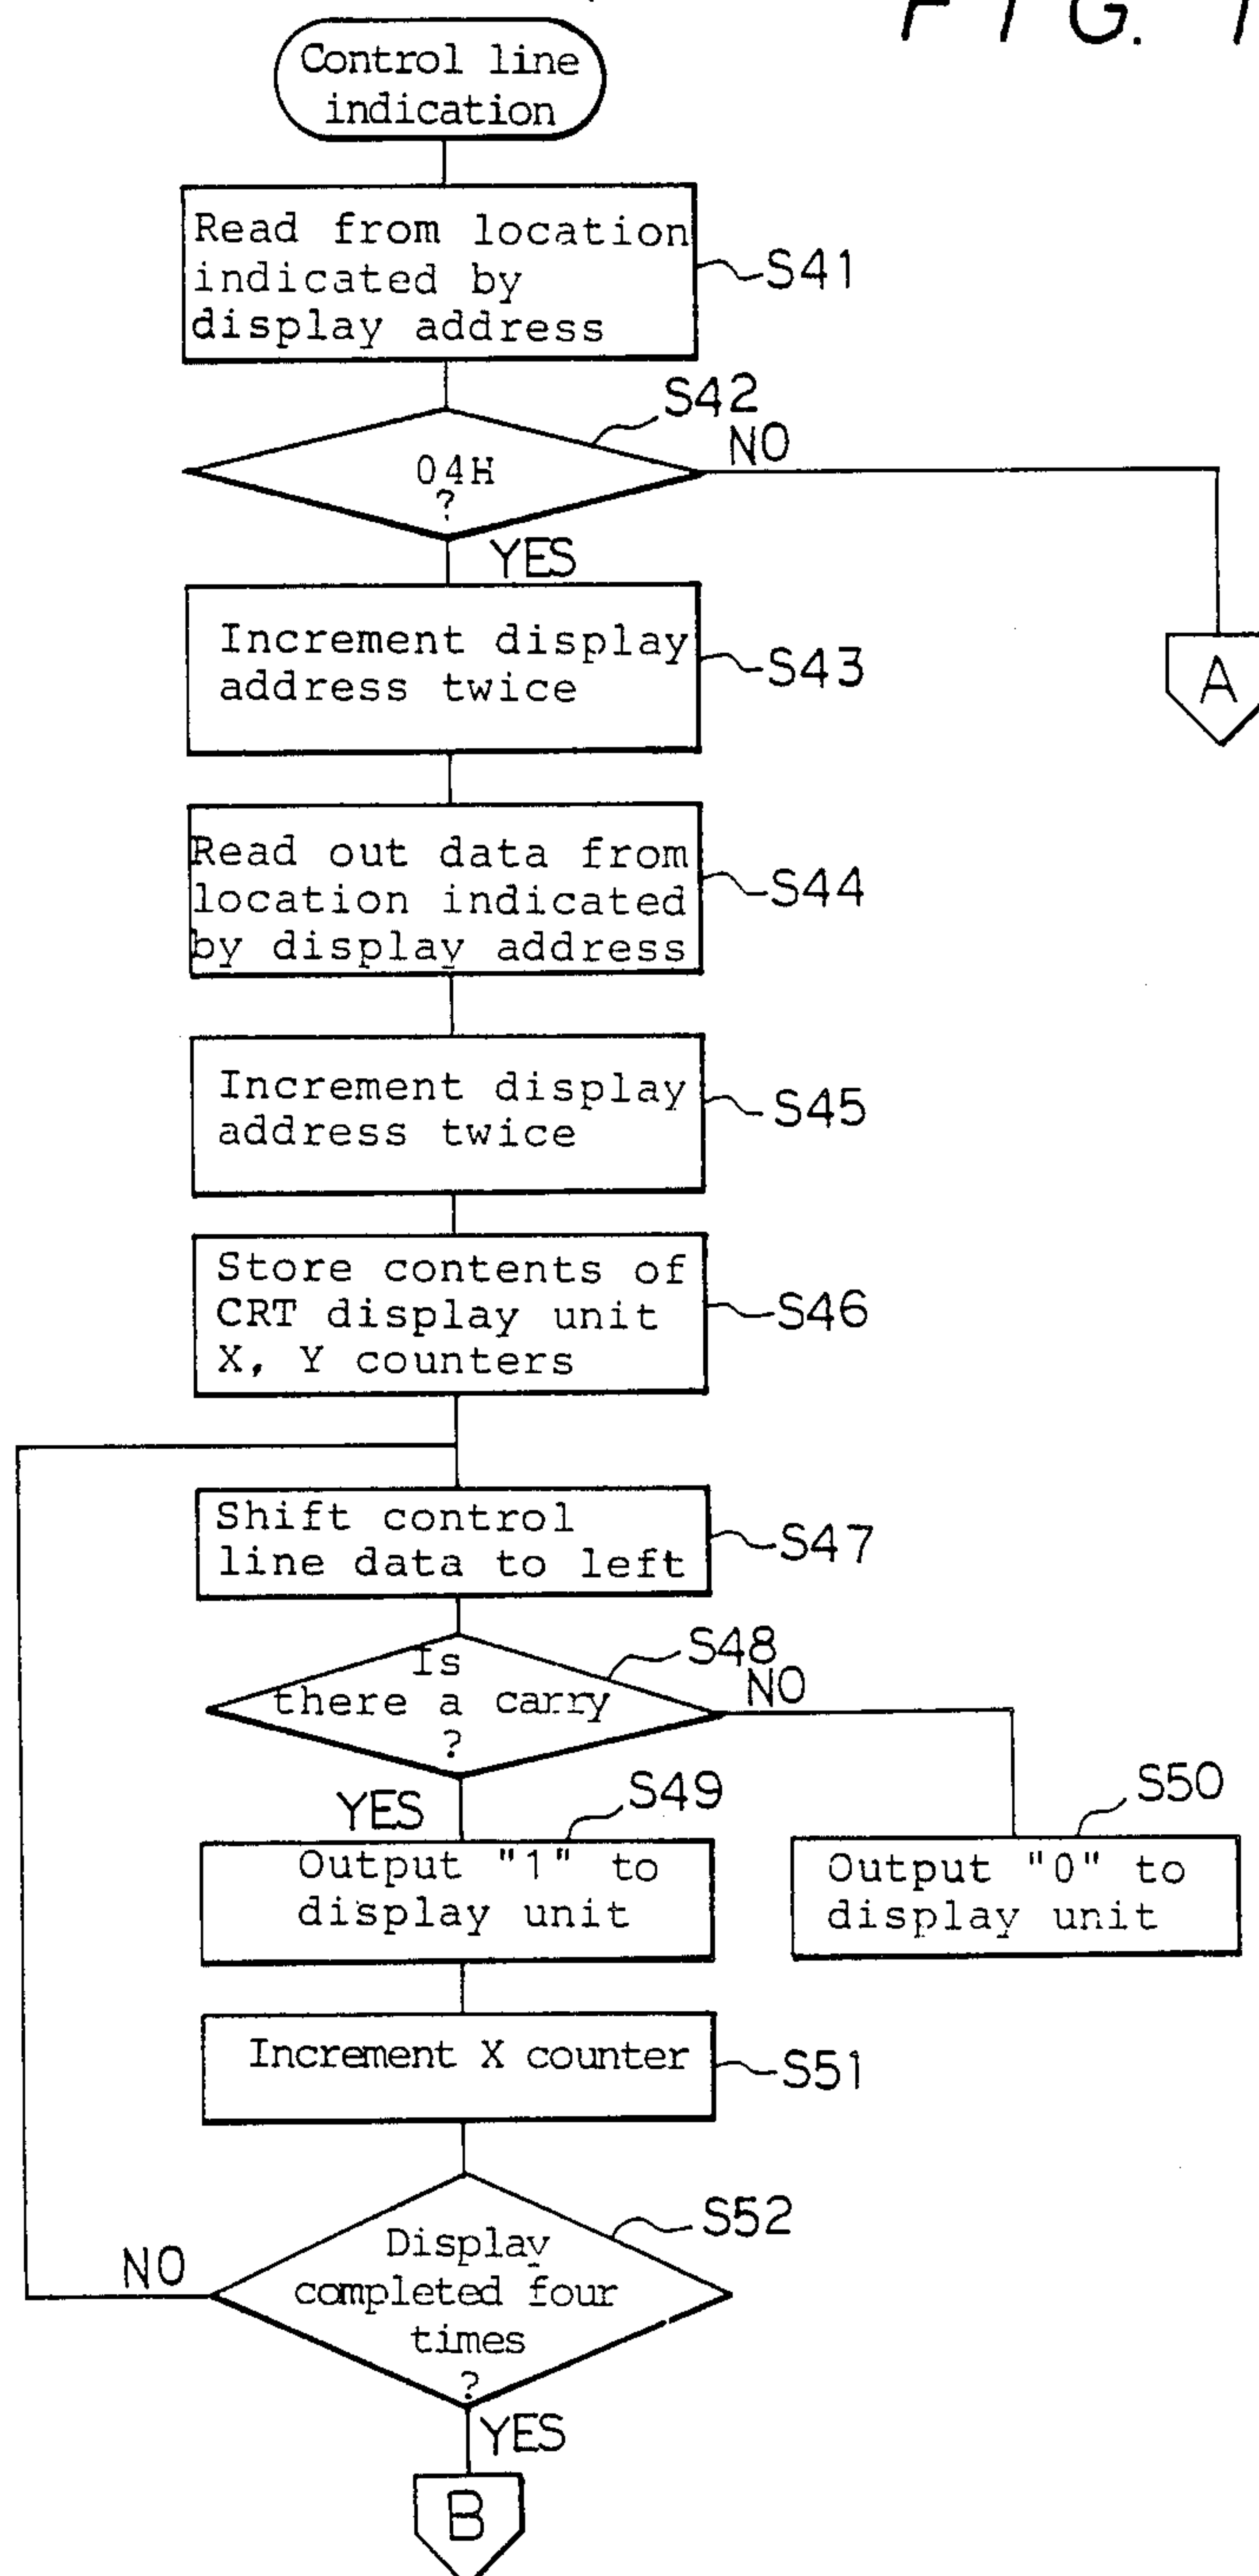 FIG. 1
Control line
indication
Read from location
indicated by
display address
S41
S42
04H
?
NO
YES
A
Increment display
address twice
S43
Read out data from
location indicated
by display address
S44
Increment display
address twice
S45
Store contents of
CRT display unit
X, Y counters
S46
Shift control
line data to left
S47
S48
Is
there a carry
?
NO
YES
S49
Output "1" to
display unit
S50
Output "0" to
display unit
Increment X counter
S51
S52
Display
completed four
times
?
NO
YES
B